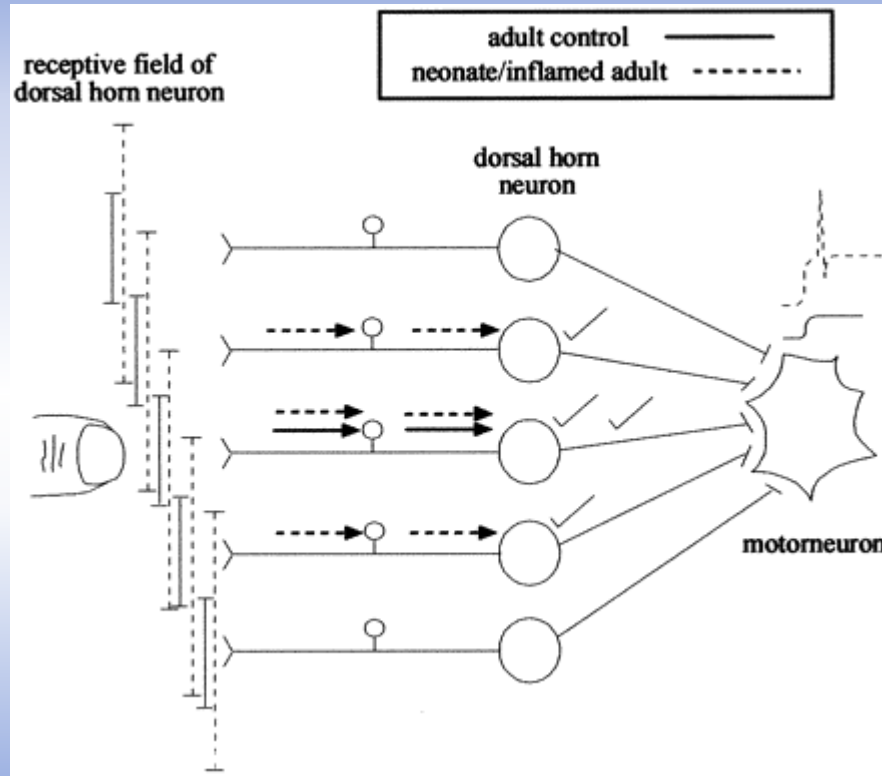 adult control
neonate/inflamed adult
receptive field of
dorsal horn neuron
dorsal horn
neuron
motorneuron